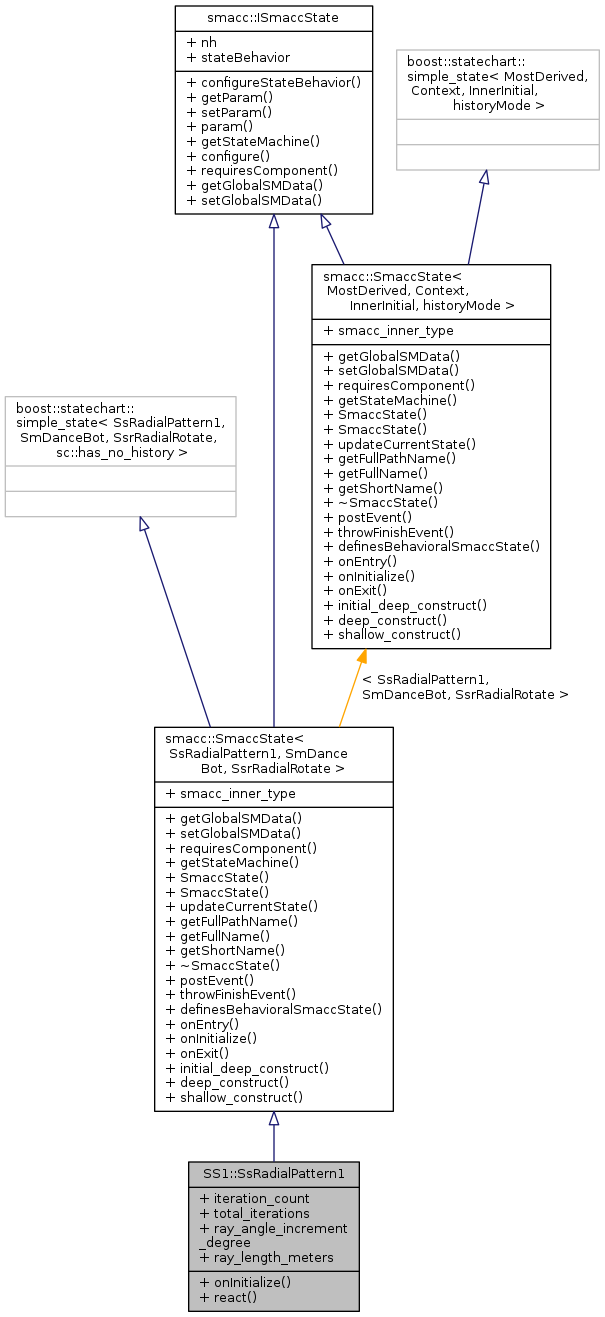 smacc::ISmaccState
+ nh
+ stateBehavior
+ configureStateBehavior()
+ getParam()
+ setParam()
+ param()
+ getStateMachine()
+ configure()
+ requiresComponent()
+ getGlobalSMData()
+ setGlobalSMData()
boost::statechart::
simple_state< MostDerived,
Context, InnerInitial,
historyMode >
smacc::SmaccState<
MostDerived, Context,
InnerInitial, historyMode >
+ smacc_inner_type
+ getGlobalSMData()
+ setGlobalSMData()
+ requiresComponent()
+ getStateMachine()
+ SmaccState()
+ SmaccState()
+ updateCurrentState()
+ getFullPathName()
+ getFullName()
+ getShortName()
+ ~SmaccState()
+ postEvent()
+ throwFinishEvent()
+ definesBehavioralSmaccState()
+ onEntry()
+ onInitialize()
+ onExit()
+ initial_deep_construct()
+ deep_construct()
+ shallow_construct()
boost::statechart::
simple_state< SsRadialPattern1,
SmDanceBot, SsrRadialRotate,
sc::has_no_history >
< SsRadialPattern1,
SmDanceBot, SsrRadialRotate >
smacc::SmaccState<
SsRadialPattern1, SmDance
Bot, SsrRadialRotate >
+ smacc_inner_type
+ getGlobalSMData()
+ setGlobalSMData()
+ requiresComponent()
+ getStateMachine()
+ SmaccState()
+ SmaccState()
+ updateCurrentState()
+ getFullPathName()
+ getFullName()
+ getShortName()
+ ~SmaccState()
+ postEvent()
+ throwFinishEvent()
+ definesBehavioralSmaccState()
+ onEntry()
+ onInitialize()
+ onExit()
+ initial_deep_construct()
+ deep_construct()
+ shallow_construct()
SS1::SsRadialPattern1
+ iteration_count
+ total_iterations
+ ray_angle_increment
_degree
+ ray_length_meters
+ onInitialize()
+ react()